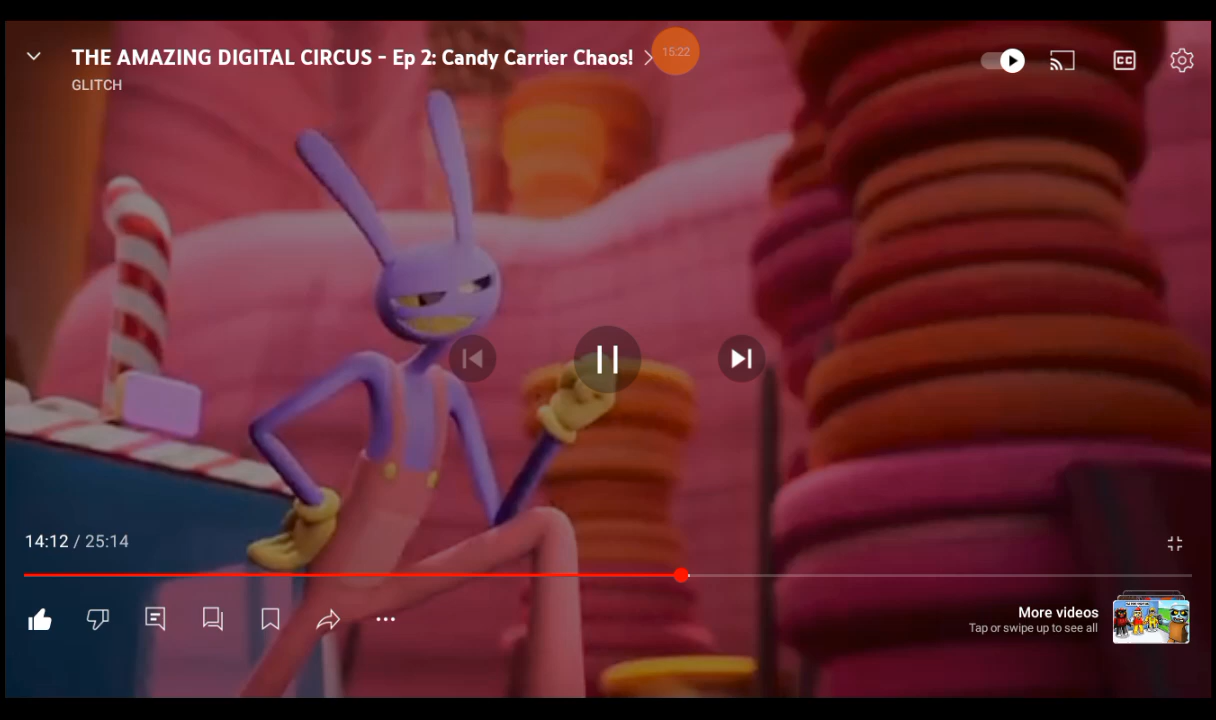 THE AMAZING DIGITAL CIRCUS - Ep 2: Candy Carrier Chaos!
15:22
CC
GLITCH
14:12 / 25:14
More videos
Tap or swipe up to see all